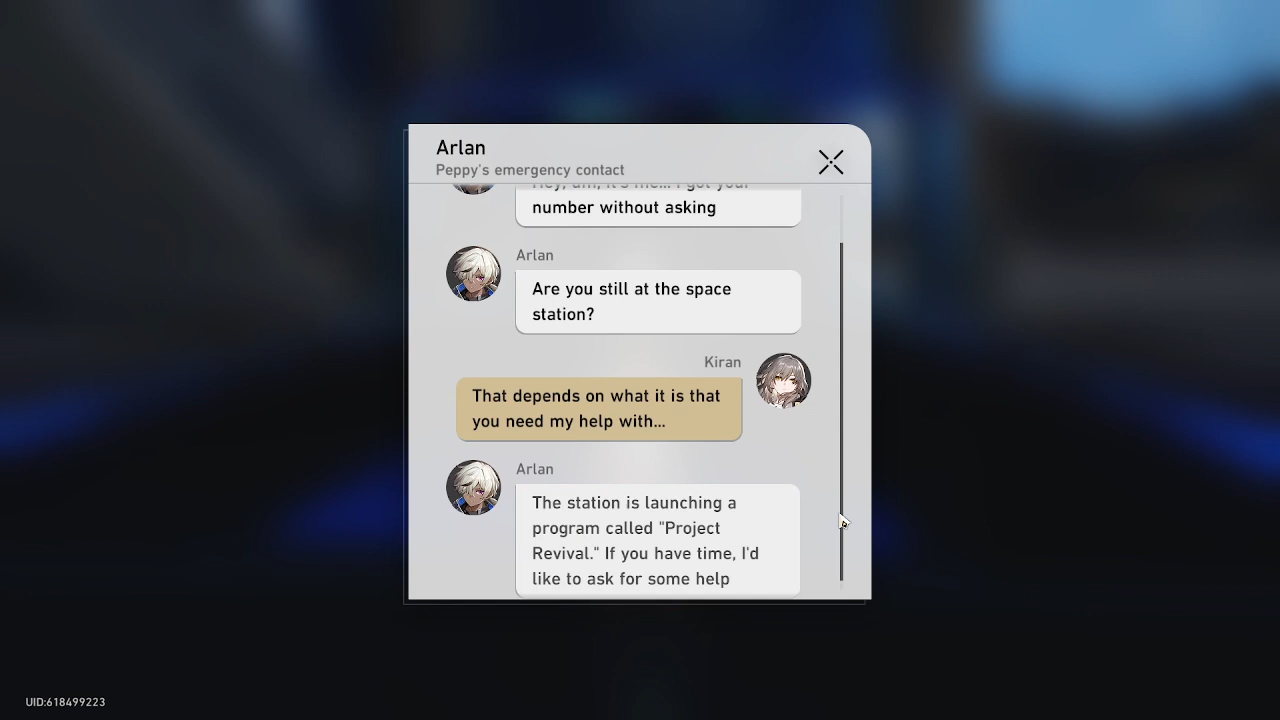 Arlan
Peppy's emergency contact
number without asking
Arlan
Are you still at the space
station?
Kiran
That depends on what it is that
you need my help with...
Arlan
The station is launching a
program called "Project
Revival." If you have time, I'd
like to ask for some help
UID:618499223